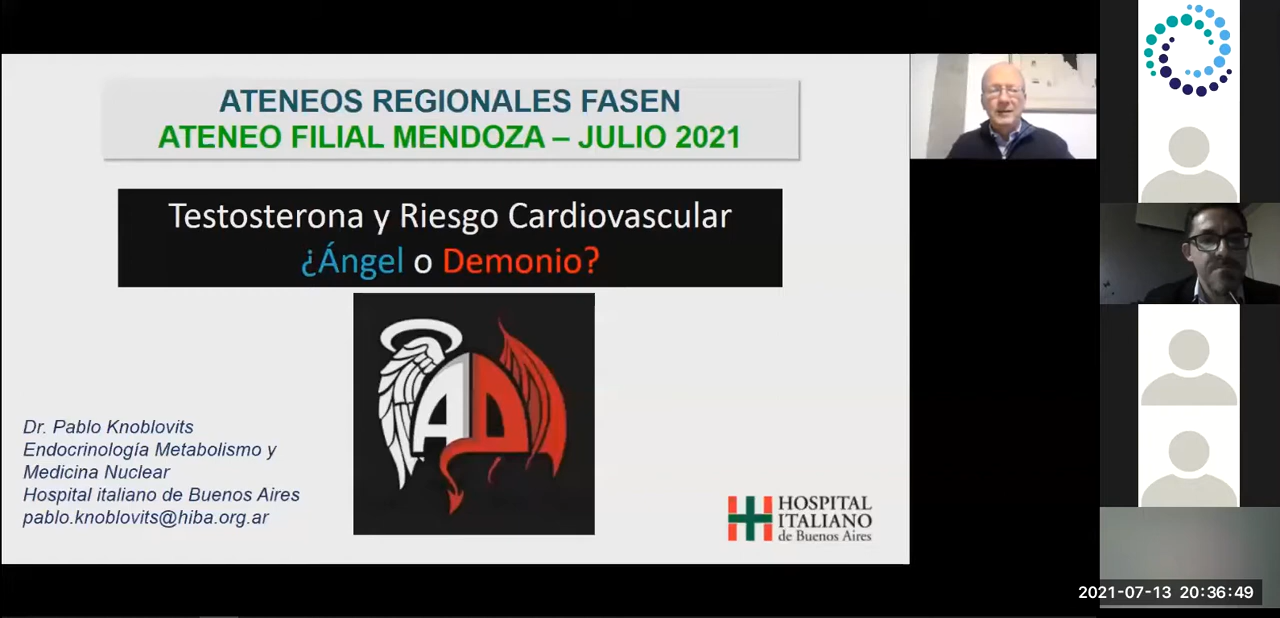 ATENEOS REGIONALES FASEN
ATENEO FILIAL MENDOZA – JULIO 2021
Testosterona y Riesgo Cardiovascular
¿Ángel o Demonio?
AD
Dr. Pablo Knoblovits
Endocrinología Metabolismo y
Medicina Nuclear
Hospital italiano de Buenos Aires
pablo.knoblovits@hiba.org.ar
HOSPITAL
ITALIANO
de Buenos Aires
2021-07-13 20:36:49